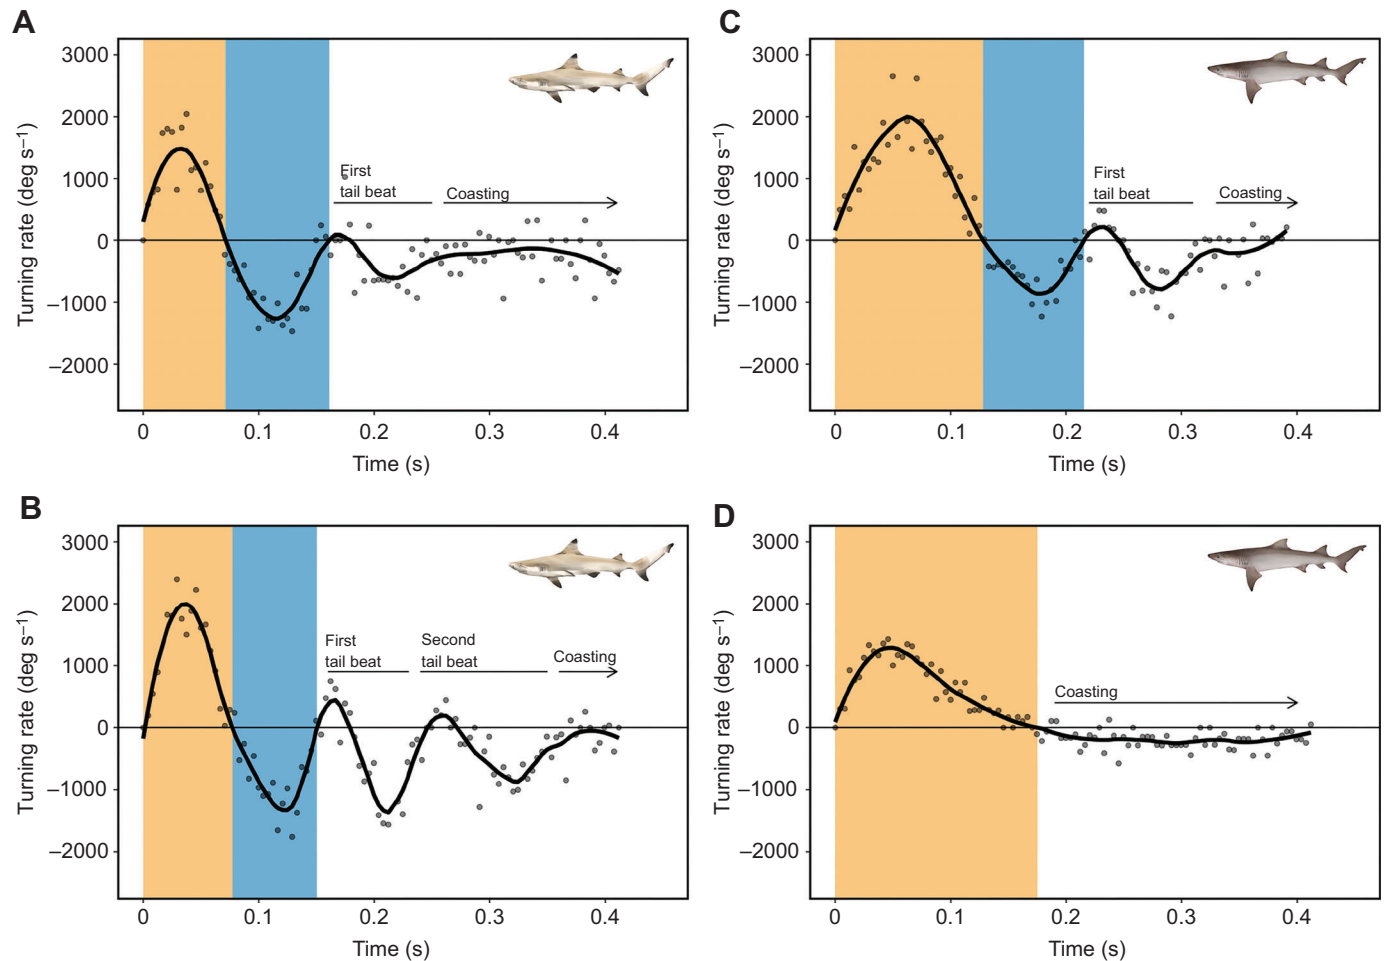 A
3000
2000
1000
0
–1000
–2000
Turning rate (deg s–1)
First
tail beat
Coasting
0
0.1
0.2
0.3
0.4
Time (s)
C
3000
2000
1000
0
–1000
–2000
Turning rate (deg s–1)
First
tail beat
Coasting
0
0.1
0.2
0.3
0.4
Time (s)
B
3000
2000
1000
0
–1000
–2000
Turning rate (deg s–1)
First
tail beat
Second
tail beat
Coasting
0
0.1
0.2
0.3
0.4
Time (s)
D
3000
2000
1000
0
–1000
–2000
Turning rate (deg s–1)
Coasting
0
0.1
0.2
0.3
0.4
Time (s)